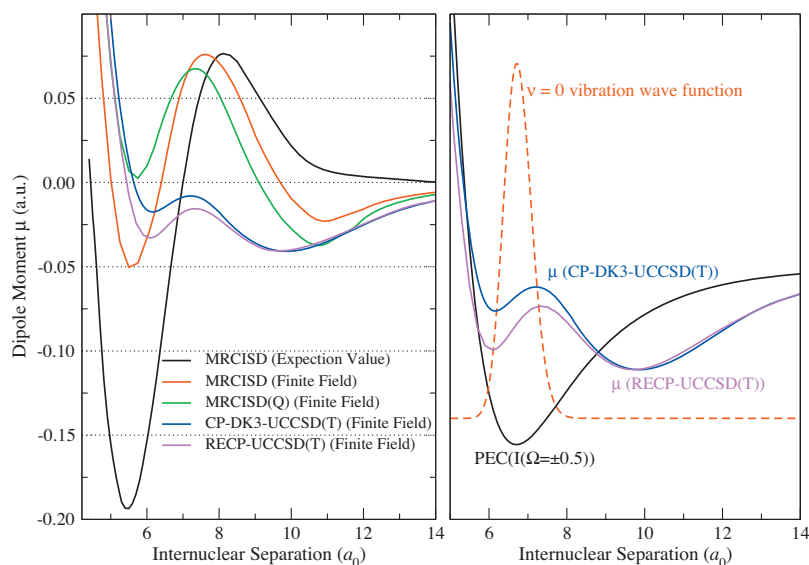 Dipole Moment μ (a.u.)
0.05
0.00
-0.05
-0.10
-0.15
-0.20
MRCISD (Expection Value)
MRCISD (Finite Field)
MRCISD(Q) (Finite Field)
CP-DK3-UCCSD(T) (Finite Field)
RECP-UCCSD(T) (Finite Field)
6 8 10 12 14
Internuclear Separation (a₀)
ν = 0 vibration wave function
μ (CP-DK3-UCCSD(T))
μ (RECP-UCCSD(T))
PEC(I(Ω=±0.5))
6 8 10 12 14
Internuclear Separation (a₀)